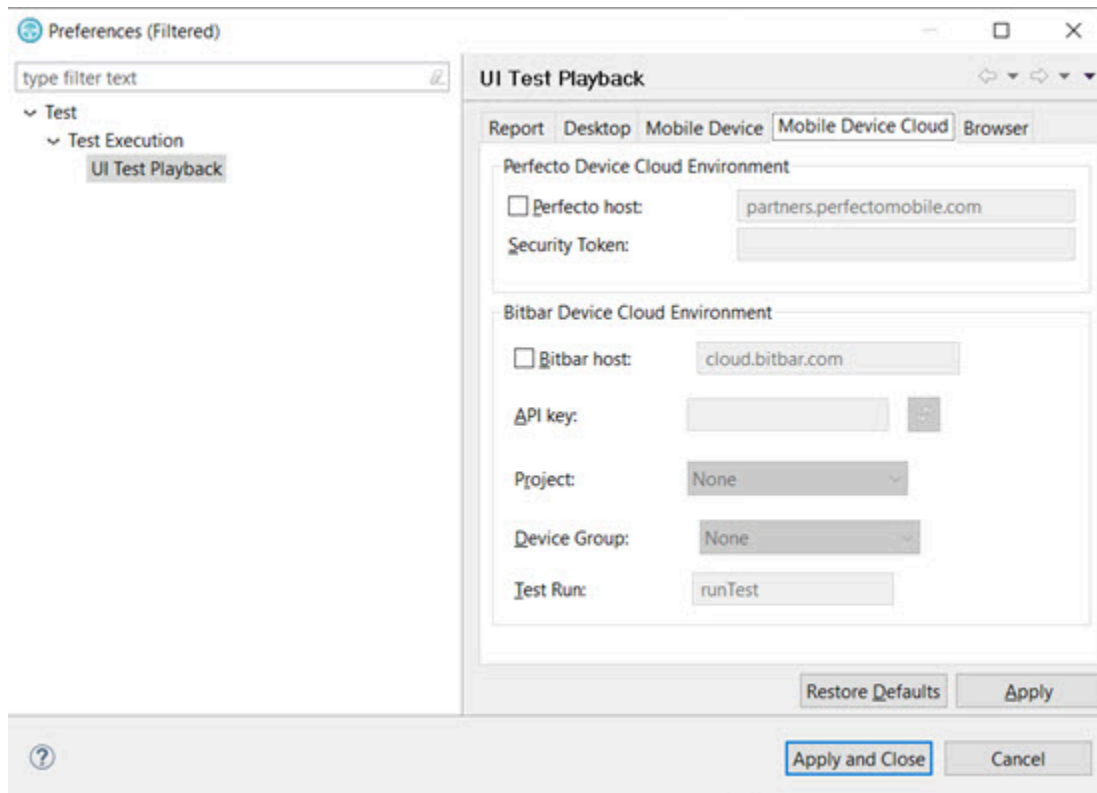 Preferences (Filtered)
type filter text
Test
Test Execution
UI Test Playback
UI Test Playback
Report Desktop Mobile Device Mobile Device Cloud Browser
Perfecto Device Cloud Environment
Perfecto host: partners.perfectomobile.com
Security Token:
Bitbar Device Cloud Environment
Bitbar host: cloud.bitbar.com
API key:
Project: None
Device Group: None
Test Run: runTest
Restore Defaults Apply
? Apply and Close Cancel